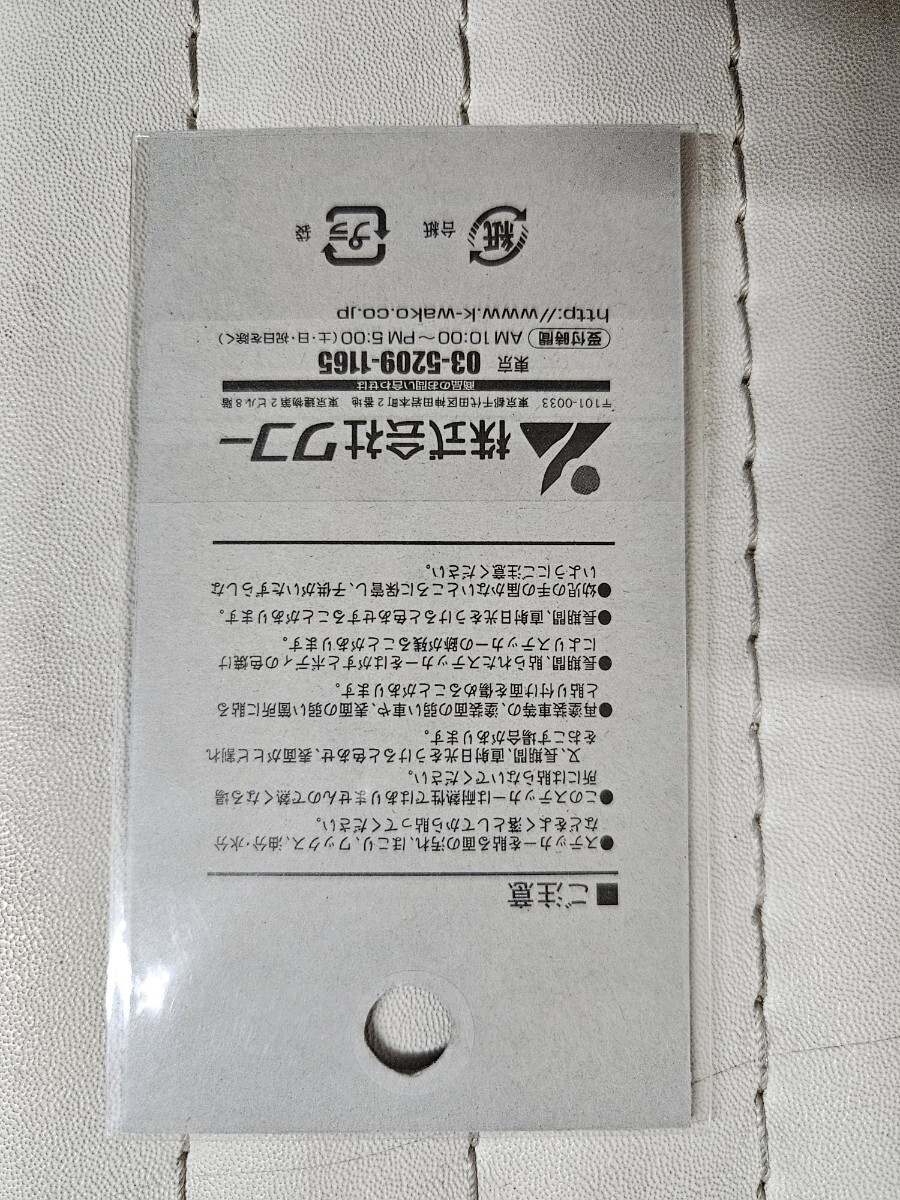 ■ご注意
●ステッカーを貼る面の汚れ、ほこり、ワックス、油分・水分
などをよく落としてから貼ってください。
●このステッカーは耐熱性ではありませんので熱くなる場
所には貼らないでください。
又、長期間、直射日光をうけると色あせ、表面がヒビ割れ
をおこす場合があります。
●再塗装車等の、塗装面の弱い車や、表面の弱い箇所に貼る
と貼り付け面を傷めることがあります。
●長期間、貼られたステッカーをはがすとボディの色焼け
によりステッカーの跡が残ることがあります。
●長期間、直射日光をうけると色あせすることがあります。
●幼児の手の届かないところに保管し、子供がいたずらしな
いようにご注意ください。
株式会社ワコー
〒101-0033 東京都千代田区神田岩本町2番地 東京建物第2ビル8階
商品のお問い合わせは
東京 03-5209-1165
受付時間 AM10:00～PM5:00(土・日・祝日を除く)
http://www.k-wako.co.jp
紙 台紙 プラ 袋